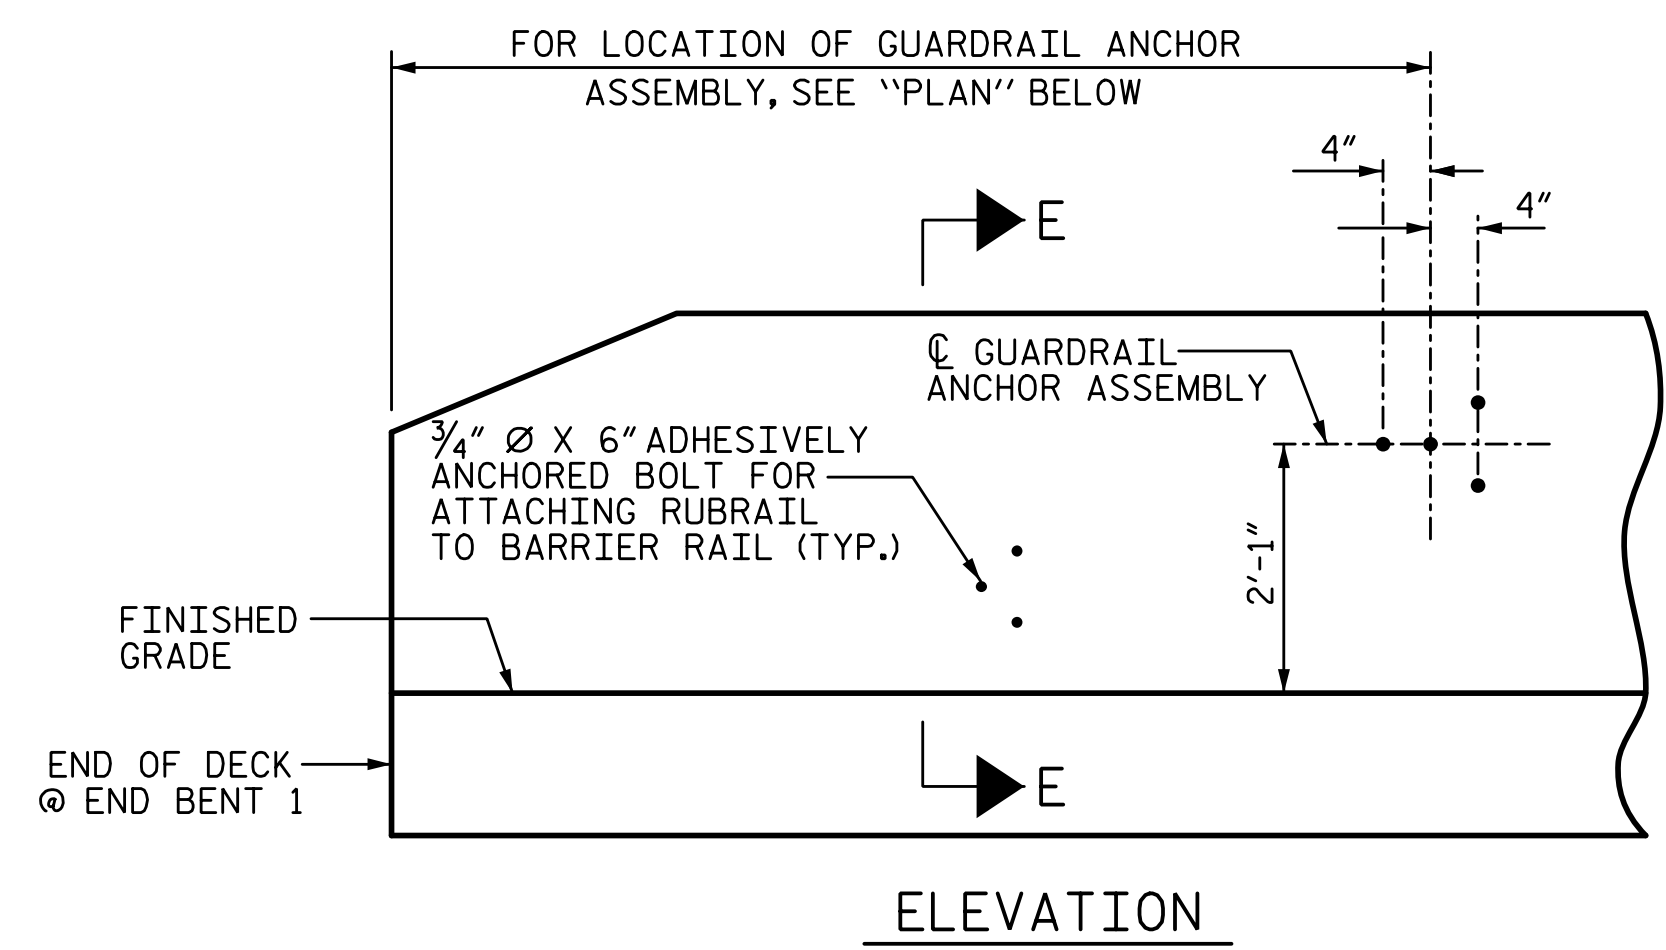 FOR LOCATION OF GUARDRAIL ANCHOR
ASSEMBLY, SEE "PLAN" BELOW
4"
4"
E
℄ GUARDRAIL
ANCHOR ASSEMBLY
3/4" Ø X 6" ADHESIVELY
ANCHORED BOLT FOR
ATTACHING RUBRAIL
TO BARRIER RAIL (TYP.)
2'-1"
FINISHED
GRADE
END OF DECK
@ END BENT 1
E
ELEVATION